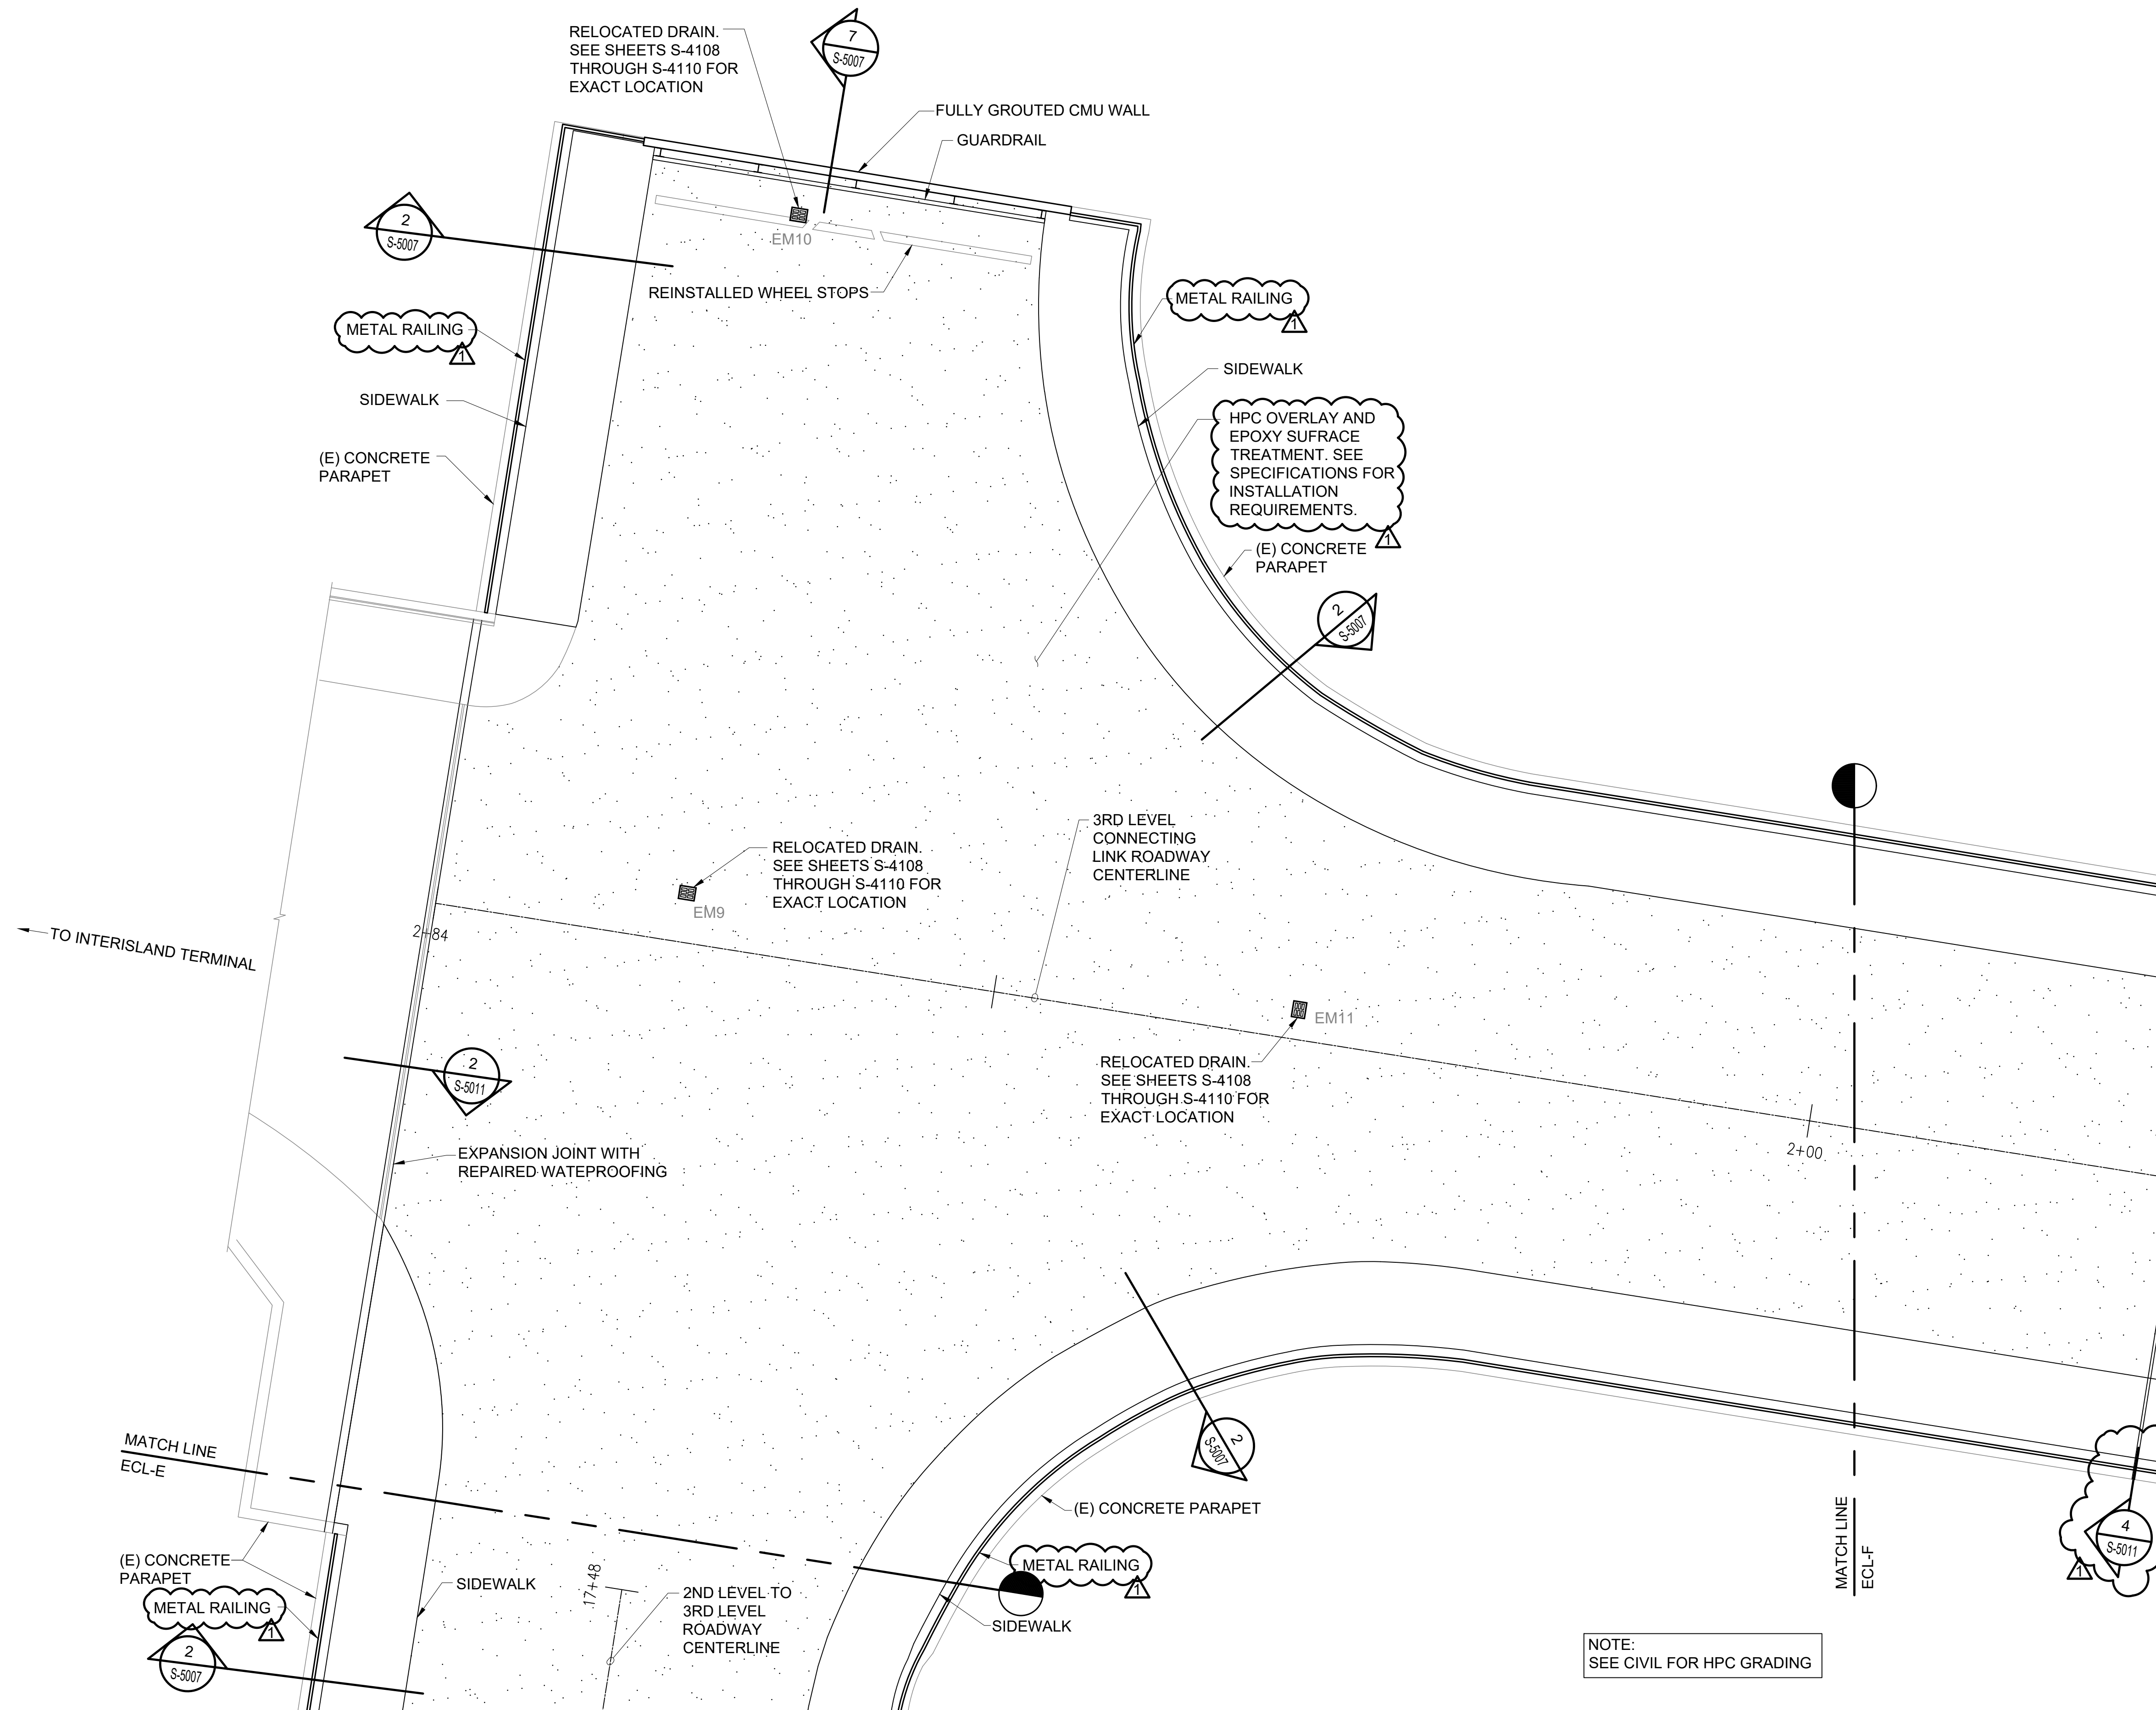 RELOCATED DRAIN.
SEE SHEETS S-4108
THROUGH S-4110 FOR
EXACT LOCATION
7
S-5007
FULLY GROUTED CMU WALL
GUARDRAIL
2
S-5007
EM10
REINSTALLED WHEEL STOPS
METAL RAILING
1
METAL RAILING
1
SIDEWALK
SIDEWALK
HPC OVERLAY AND
EPOXY SUFRACE
TREATMENT. SEE
SPECIFICATIONS FOR
INSTALLATION
REQUIREMENTS.
1
(E) CONCRETE
PARAPET
(E) CONCRETE
PARAPET
2
S-5007
3RD LEVEL
CONNECTING
LINK ROADWAY
CENTERLINE
RELOCATED DRAIN.
SEE SHEETS S-4108
THROUGH S-4110 FOR
EXACT LOCATION
EM9
2+84
TO INTERISLAND TERMINAL
EM11
RELOCATED DRAIN.
SEE SHEETS S-4108
THROUGH S-4110 FOR
EXACT LOCATION
2
S-5011
2+00
EXPANSION JOINT WITH
REPAIRED WATEPROOFING
2
S-5007
MATCH LINE
ECL-E
(E) CONCRETE PARAPET
METAL RAILING
1
SIDEWALK
(E) CONCRETE
PARAPET
METAL RAILING
1
2
S-5007
SIDEWALK
17+48
2ND LEVEL TO
3RD LEVEL
ROADWAY
CENTERLINE
MATCH LINE
ECL-F
4
S-5011
1
NOTE:
SEE CIVIL FOR HPC GRADING